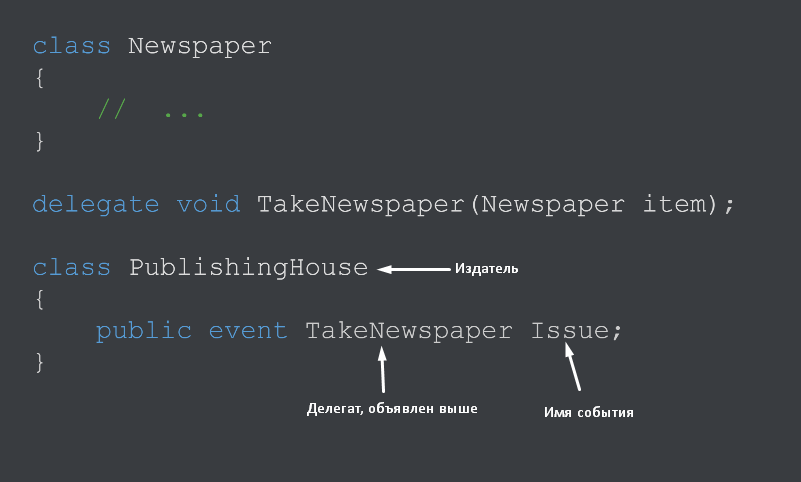 class Newspaper
{
// ...
}
delegate void TakeNewspaper(Newspaper item);
class PublishingHouse
Издатель
{
public event TakeNewspaper Issue;
}
Делегат, объявлен выше
Имя события